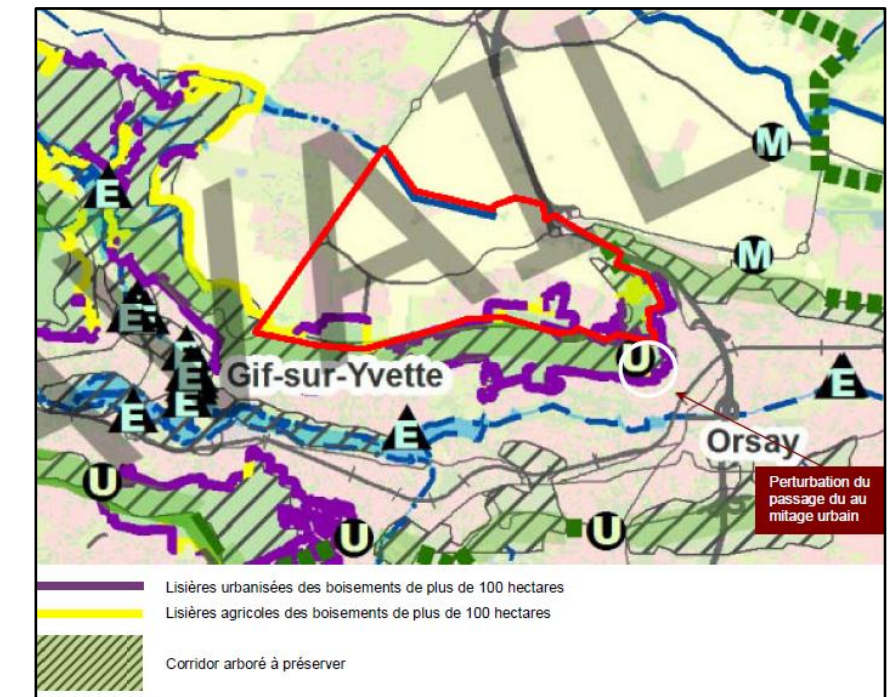 VAIL
M
E
M
E
E
E
E
Gif-sur-Yvette
U
E
E
E
E
Orsay
U
U
U
Perturbation du
passage du au
mitage urbain
Lisières urbanisées des boisements de plus de 100 hectares
Lisières agricoles des boisements de plus de 100 hectares
Corridor arboré à préserver